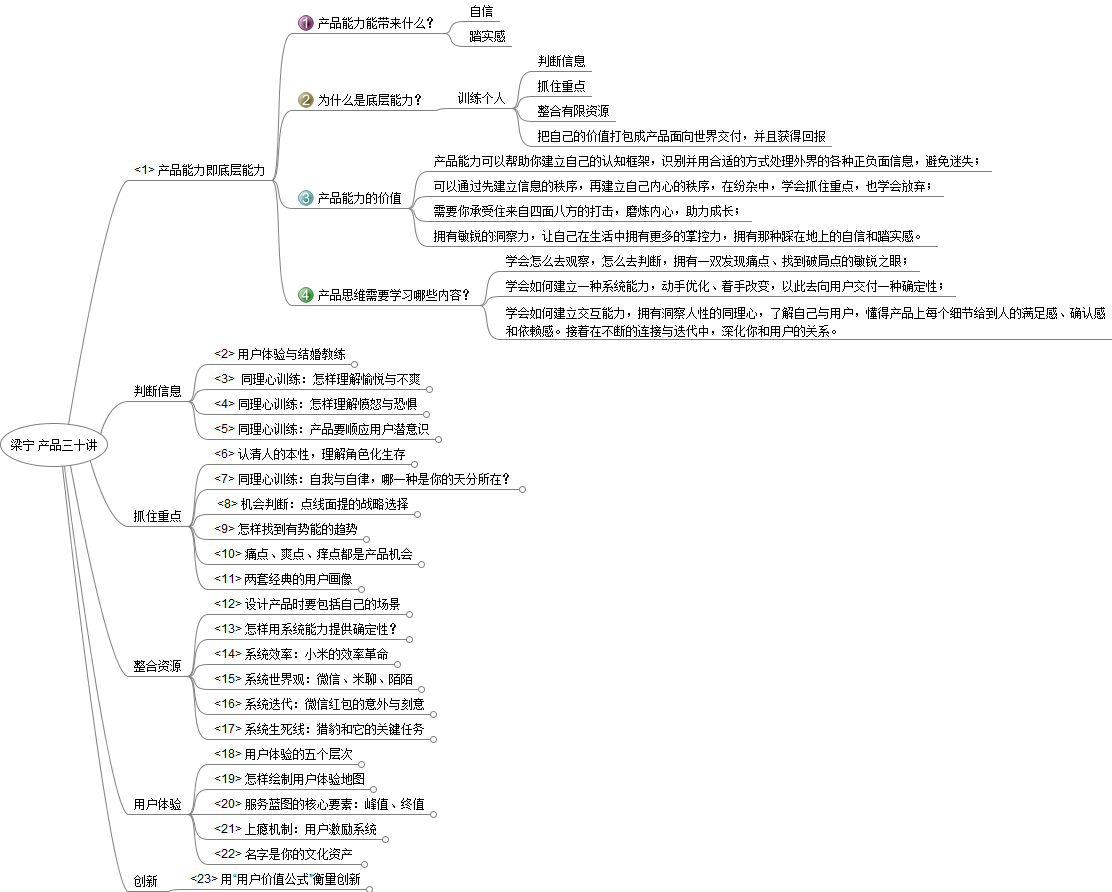 梁宁 产品三十讲
<1> 产品能力即底层能力
1 产品能力能带来什么？
自信
踏实感
2 为什么是底层能力？
训练个人
判断信息
抓住重点
整合有限资源
把自己的价值打包成产品面向世界交付，并且获得回报
3 产品能力的价值
产品能力可以帮助你建立自己的认知框架，识别并用合适的方式处理外界的各种正负面信息，避免迷失；
可以通过先建立信息的秩序，再建立自己内心的秩序，在纷杂中，学会抓住重点，也学会放弃；
需要你承受住来自四面八方的打击，磨炼内心，助力成长；
拥有敏锐的洞察力，让自己在生活中拥有更多的掌控力，拥有那种踩在地上的自信和踏实感。
4 产品思维需要学习哪些内容？
学会怎么去观察，怎么去判断，拥有一双发现痛点、找到破局点的敏锐之眼；
学会如何建立一种系统能力，动手优化、着手改变，以此去向用户交付一种确定性；
学会如何建立交互能力，拥有洞察人性的同理心，了解自己与用户，懂得产品上每个细节给到人的满足感、确认感
和依赖感。接着在不断的连接与迭代中，深化你和用户的关系。
判断信息
<2> 用户体验与结婚教练
<3> 同理心训练：怎样理解愉悦与不爽
<4> 同理心训练：怎样理解愤怒与恐惧
<5> 同理心训练：产品要顺应用户潜意识
抓住重点
<6> 认清人的本性，理解角色化生存
<7> 同理心训练：自我与自律，哪一种是你的天分所在？
<8> 机会判断：点线面提的战略选择
<9> 怎样找到有势能的趋势
<10> 痛点、爽点、痒点都是产品机会
<11> 两套经典的用户画像
整合资源
<12> 设计产品时要包括自己的场景
<13> 怎样用系统能力提供确定性？
<14> 系统效率：小米的效率革命
<15> 系统世界观：微信、米聊、陌陌
<16> 系统迭代：微信红包的意外与刻意
<17> 系统生死线：猎豹和它的关键任务
用户体验
<18> 用户体验的五个层次
<19> 怎样绘制用户体验地图
<20> 服务蓝图的核心要素：峰值、终值
<21> 上瘾机制：用户激励系统
<22> 名字是你的文化资产
创新
<23> 用“用户价值公式”衡量创新